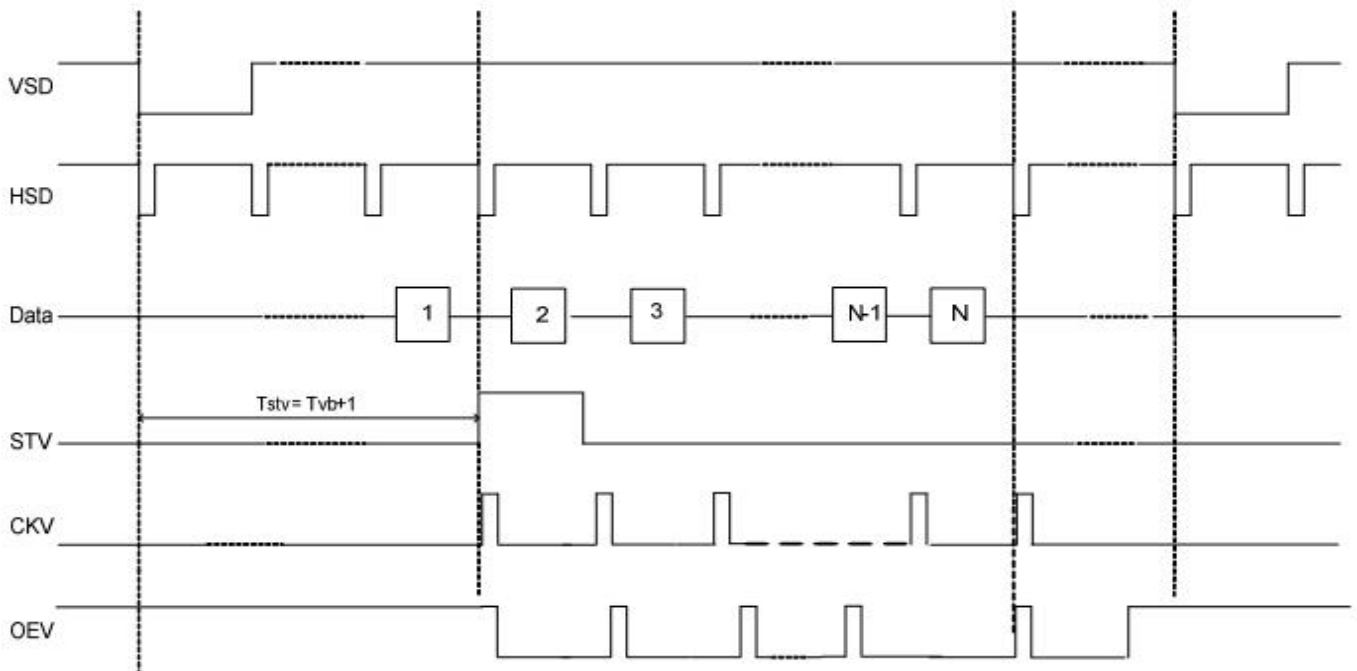 VSD
HSD
Data
1
2
3
N-1
N
Tstv= Tvb+1
STV
CKV
OEV